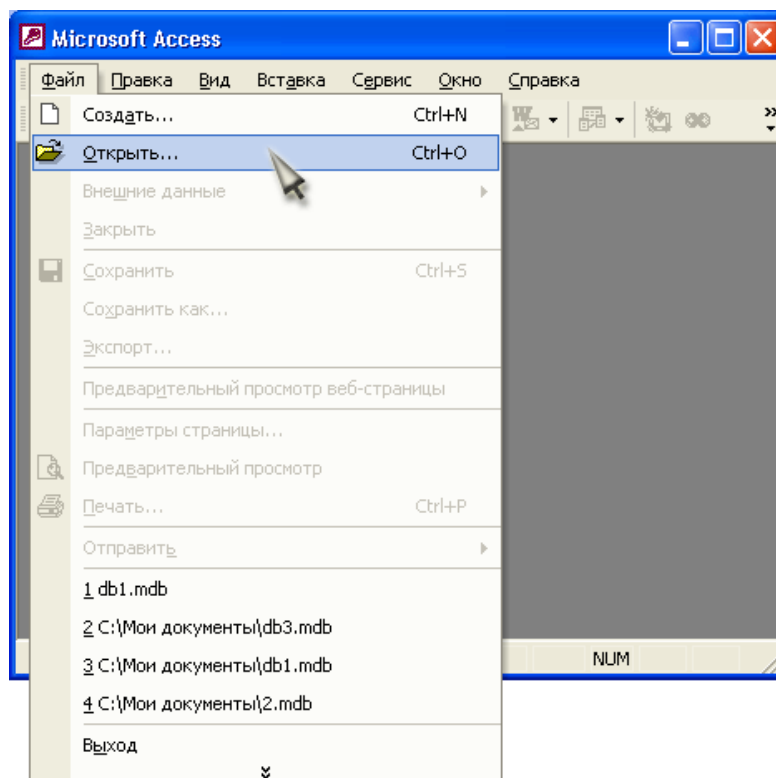 Microsoft Access
Файл Правка Вид Вставка Сервис Окно Справка
Создать... Ctrl+N
Открыть... Ctrl+O
Внешние данные
Закрыть
Сохранить Ctrl+S
Сохранить как...
Экспорт...
Предварительный просмотр веб-страницы
Параметры страницы...
Предварительный просмотр
Печать... Ctrl+P
Отправить
1 db1.mdb
2 C:\Мои документы\db3.mdb
3 C:\Мои документы\db1.mdb
NUM
4 C:\Мои документы\2.mdb
Выход